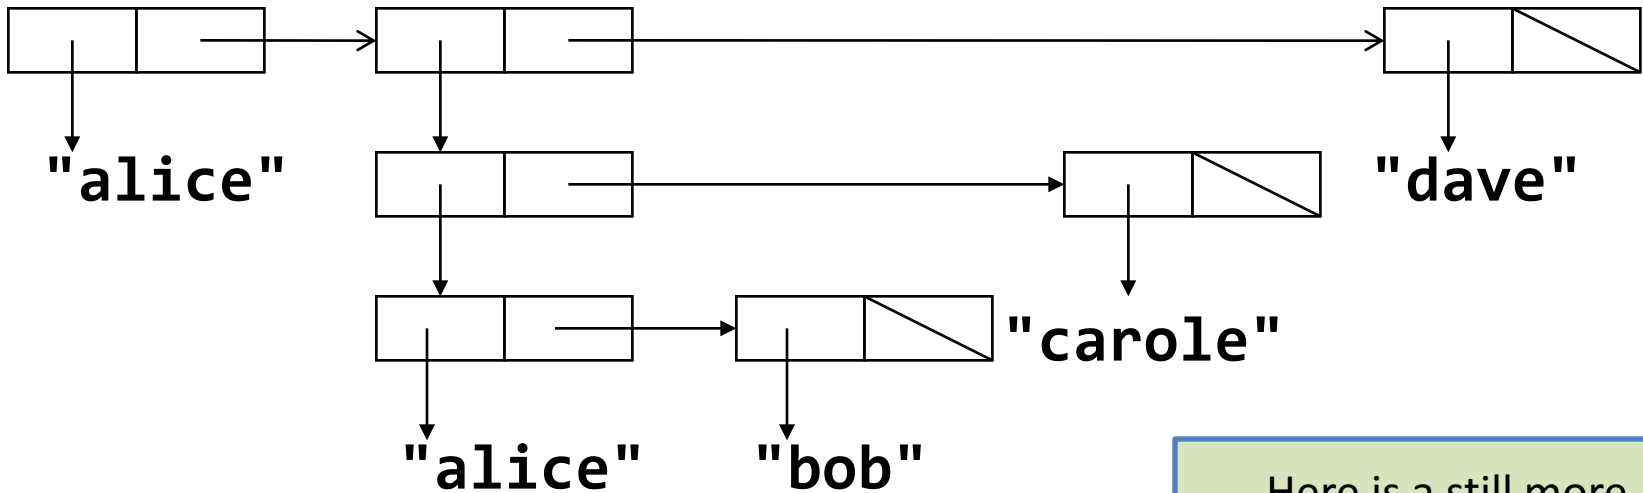 "alice"
"dave"
"carole"
"alice" "bob"
Here is a still more